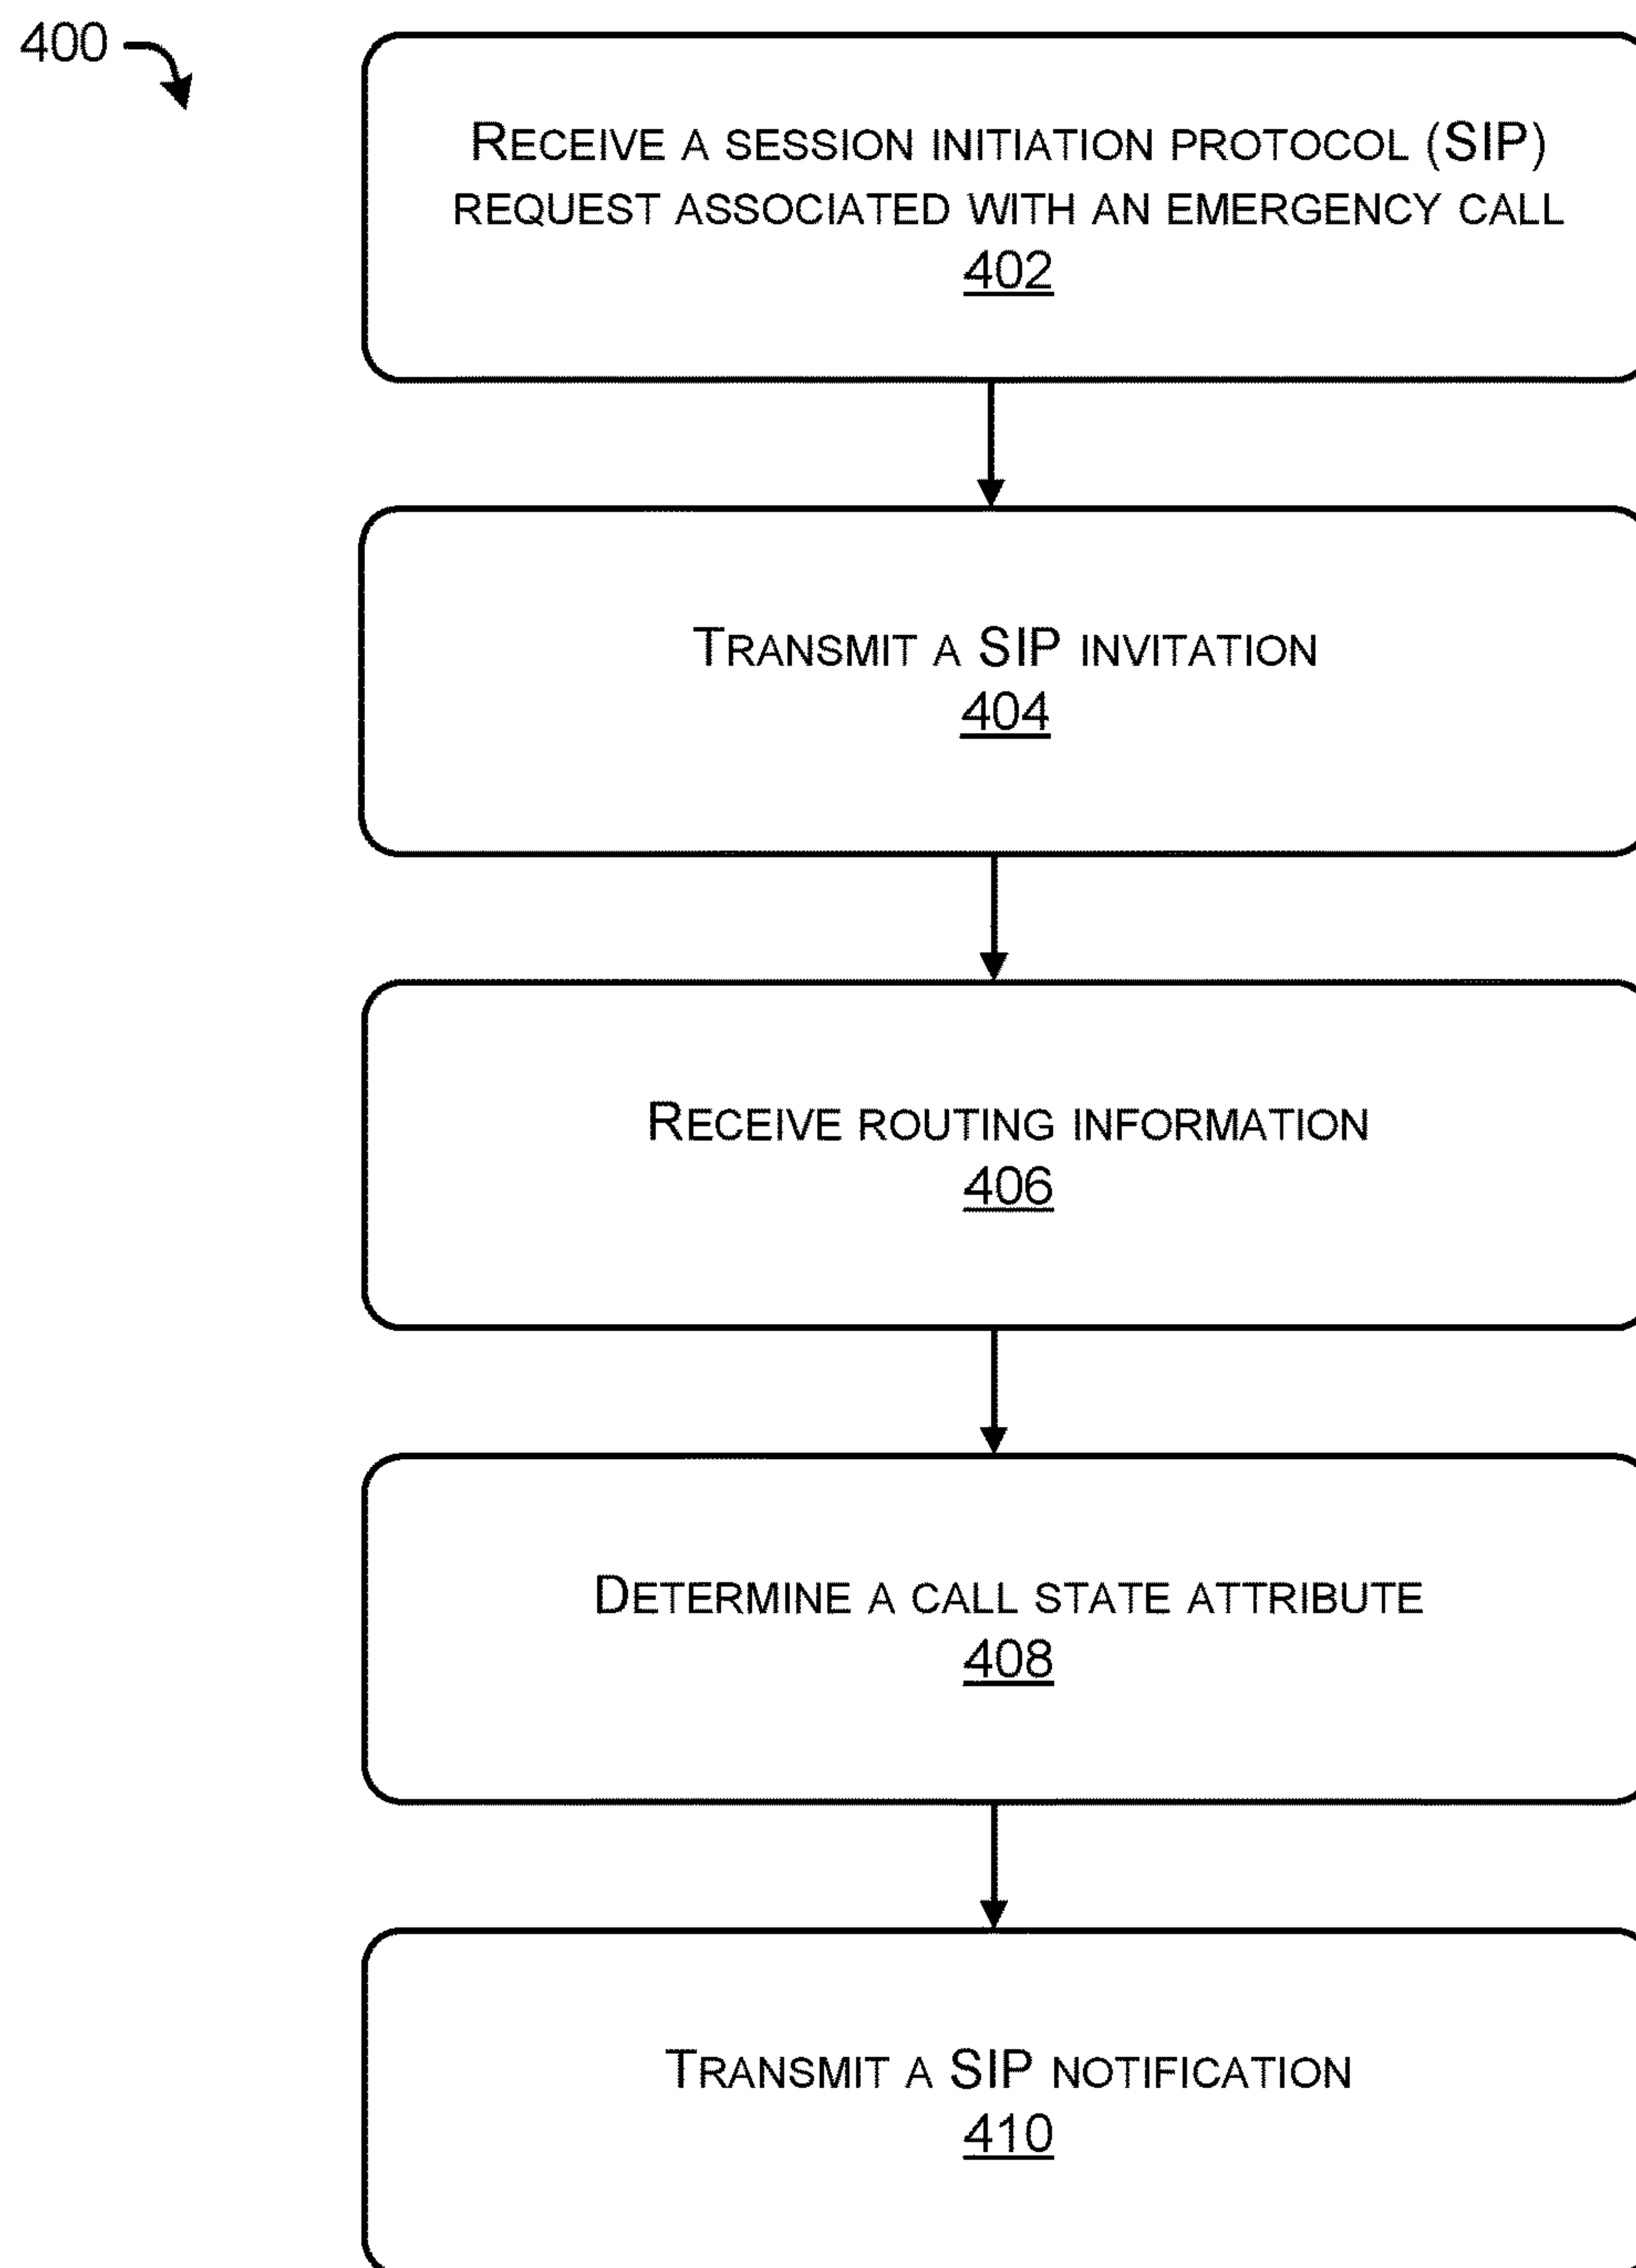 400
RECEIVE A SESSION INITIATION PROTOCOL (SIP)
REQUEST ASSOCIATED WITH AN EMERGENCY CALL
402
TRANSMIT A SIP INVITATION
404
RECEIVE ROUTING INFORMATION
406
DETERMINE A CALL STATE ATTRIBUTE
408
TRANSMIT A SIP NOTIFICATION
410